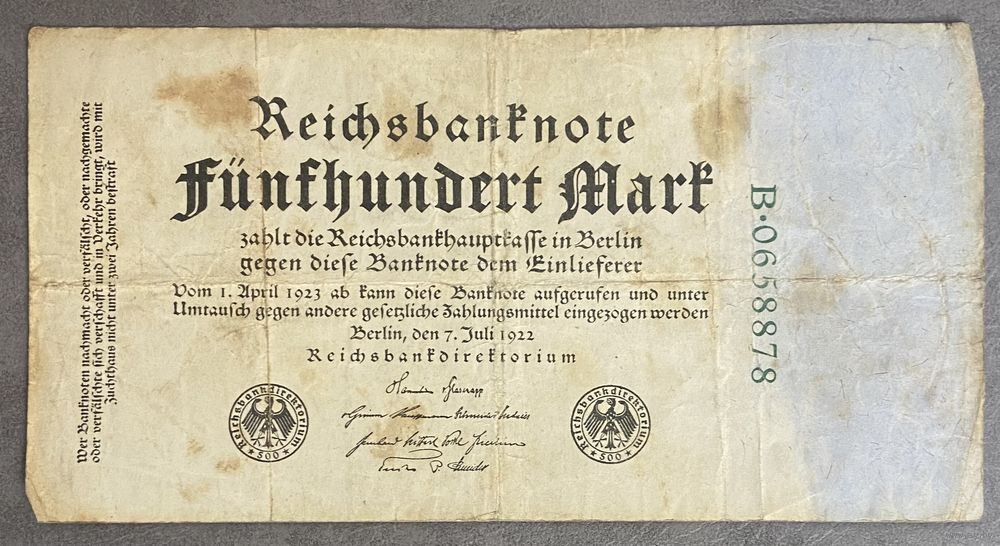 Wer Banknoten nachmacht oder verfälscht, oder nachgemachte
oder verfälschte sich verschafft und in Verkehr bringt, wird mit
Zuchthaus nicht unter zwei Jahren bestraft
Reichsbanknote
Fünfhundert Mark
zahlt die Reichsbankhauptkasse in Berlin
gegen diese Banknote dem Einlieferer
Vom 1. April 1923 ab kann diese Banknote aufgerufen und unter
Umtausch gegen andere gesetzliche Zahlungsmittel eingezogen werden
Berlin, den 7. Juli 1922
Reichsbankdirektorium
Reichsbankdirektorium
500
Reichsbankdirektorium
500
B·0658878